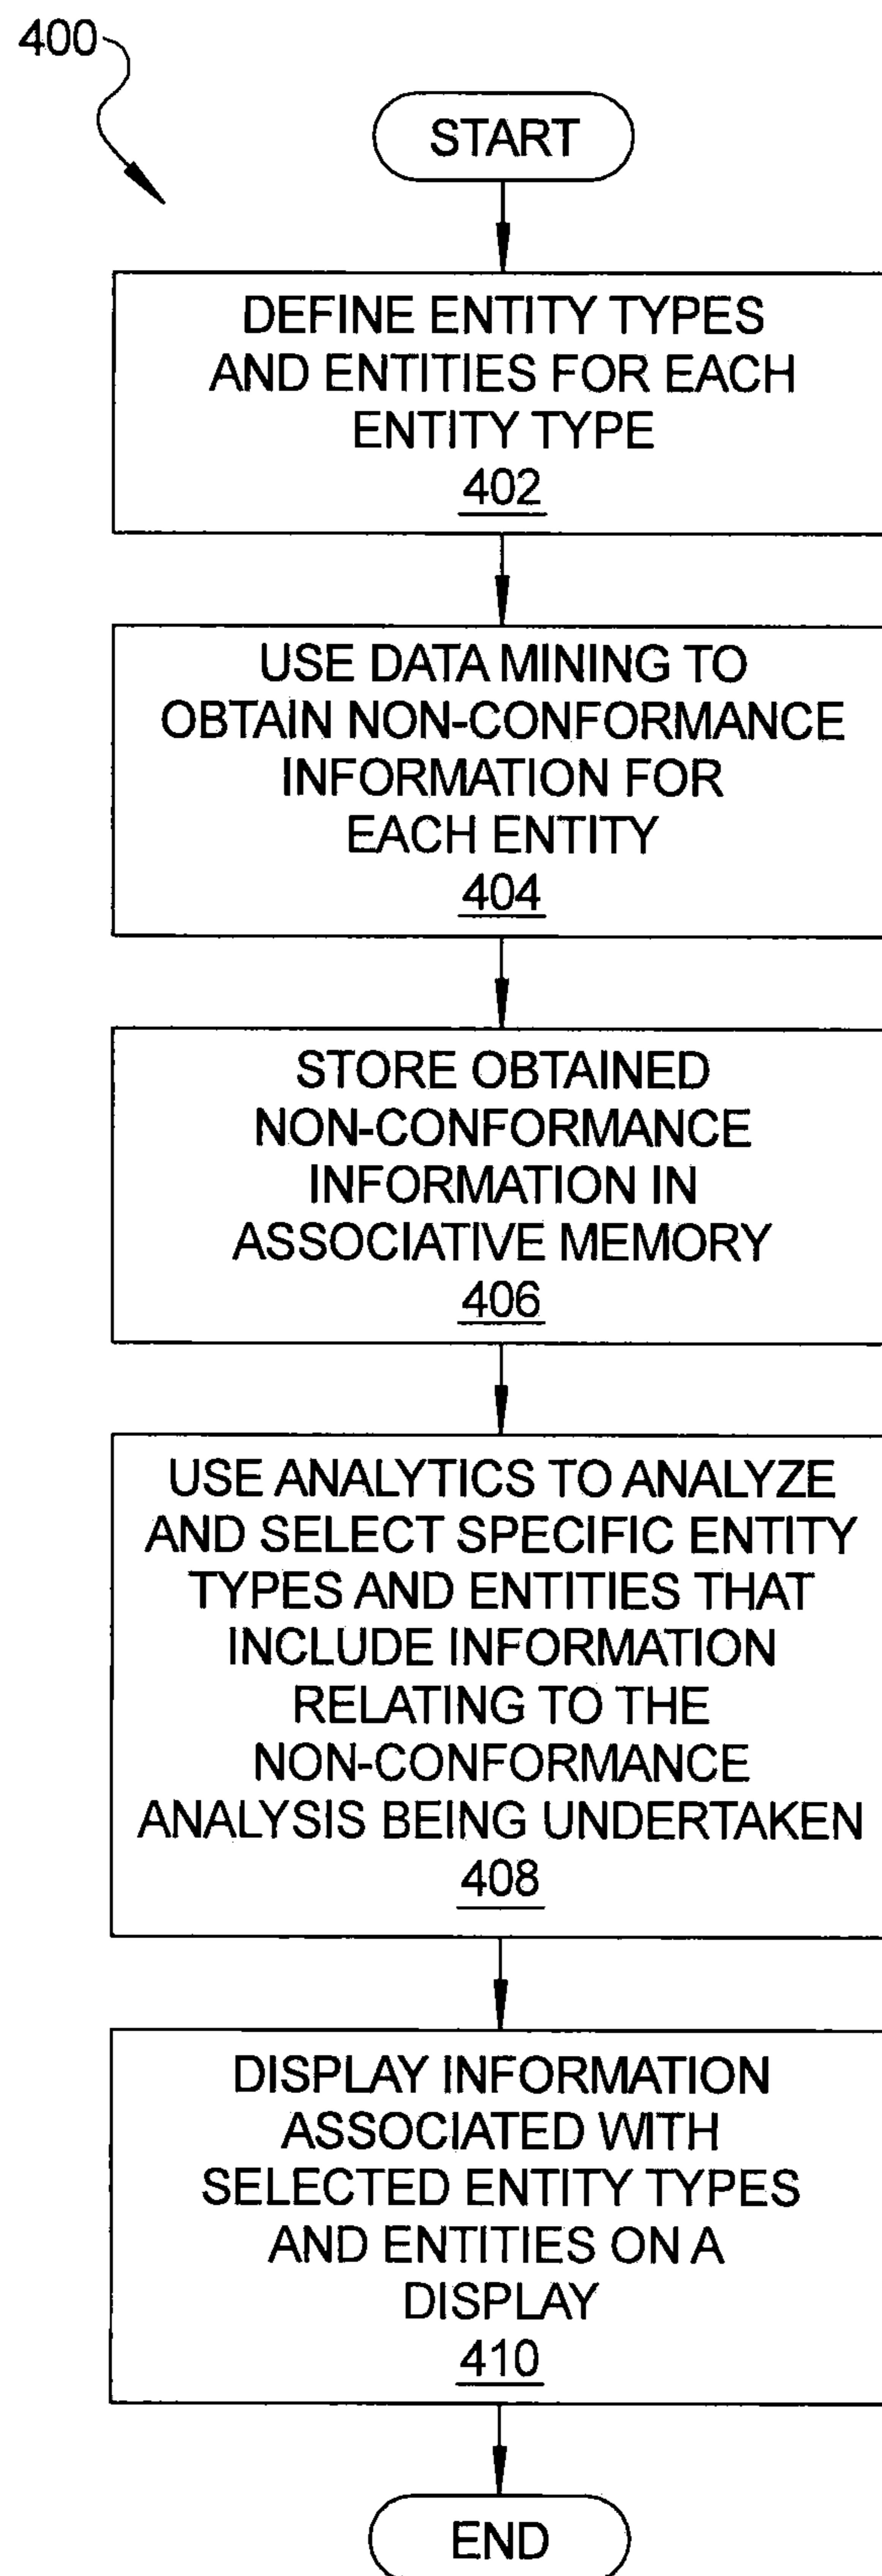 400
START
DEFINE ENTITY TYPES
AND ENTITIES FOR EACH
ENTITY TYPE
402
USE DATA MINING TO
OBTAIN NON-CONFORMANCE
INFORMATION FOR
EACH ENTITY
404
STORE OBTAINED
NON-CONFORMANCE
INFORMATION IN
ASSOCIATIVE MEMORY
406
USE ANALYTICS TO ANALYZE
AND SELECT SPECIFIC ENTITY
TYPES AND ENTITIES THAT
INCLUDE INFORMATION
RELATING TO THE
NON-CONFORMANCE
ANALYSIS BEING UNDERTAKEN
408
DISPLAY INFORMATION
ASSOCIATED WITH
SELECTED ENTITY TYPES
AND ENTITIES ON A
DISPLAY
410
END